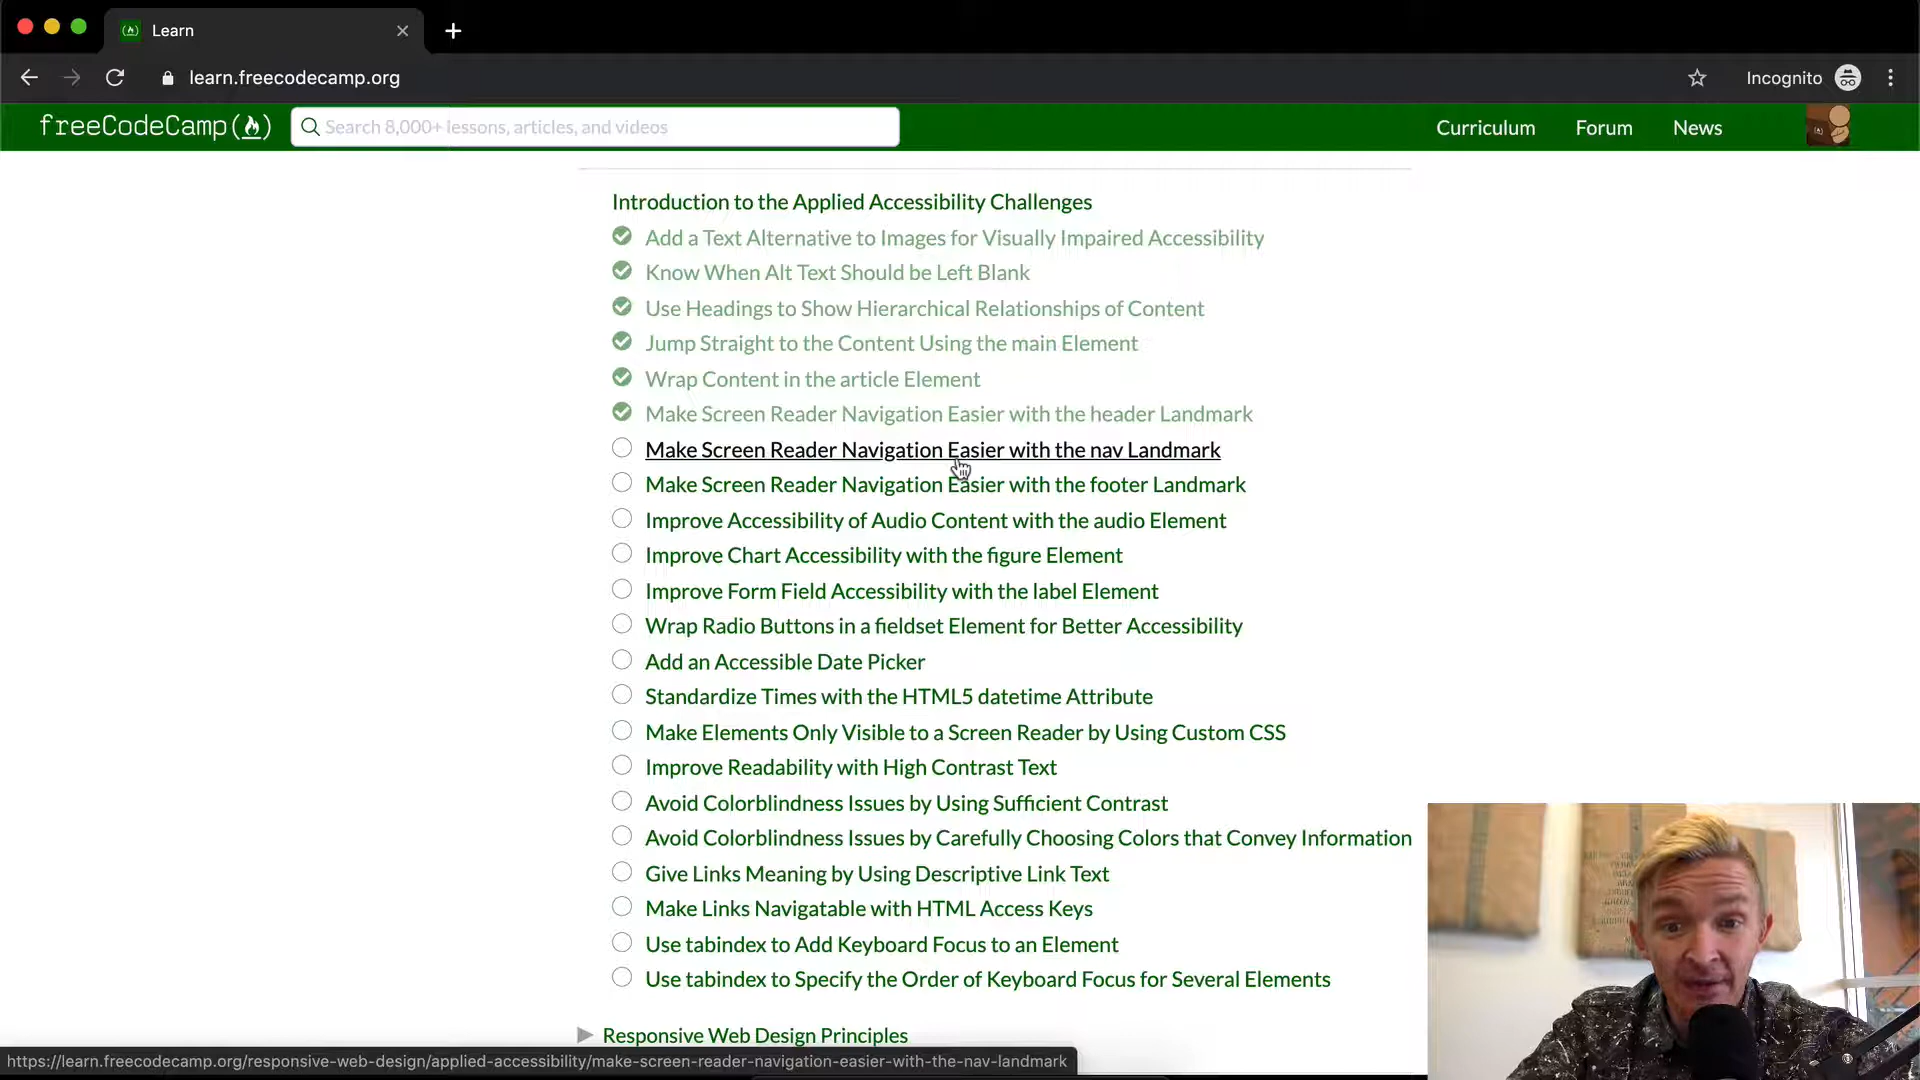 Learn
learn.freecodecamp.org
Incognito
freeCodeCamp
Search 8,000+ lessons, articles, and videos
Curriculum
Forum
News
Introduction to the Applied Accessibility Challenges
Add a Text Alternative to Images for Visually Impaired Accessibility
Know When Alt Text Should be Left Blank
Use Headings to Show Hierarchical Relationships of Content
Jump Straight to the Content Using the main Element
Wrap Content in the article Element
Make Screen Reader Navigation Easier with the header Landmark
Make Screen Reader Navigation Easier with the nav Landmark
Make Screen Reader Navigation Easier with the footer Landmark
Improve Accessibility of Audio Content with the audio Element
Improve Chart Accessibility with the figure Element
Improve Form Field Accessibility with the label Element
Wrap Radio Buttons in a fieldset Element for Better Accessibility
Add an Accessible Date Picker
Standardize Times with the HTML5 datetime Attribute
Make Elements Only Visible to a Screen Reader by Using Custom CSS
Improve Readability with High Contrast Text
Avoid Colorblindness Issues by Using Sufficient Contrast
Avoid Colorblindness Issues by Carefully Choosing Colors that Convey Information
Give Links Meaning by Using Descriptive Link Text
Make Links Navigatable with HTML Access Keys
Use tabindex to Add Keyboard Focus to an Element
Use tabindex to Specify the Order of Keyboard Focus for Several Elements
Responsive Web Design Principles
https://learn.freecodecamp.org/responsive-web-design/applied-accessibility/make-screen-reader-navigation-easier-with-the-nav-landmark